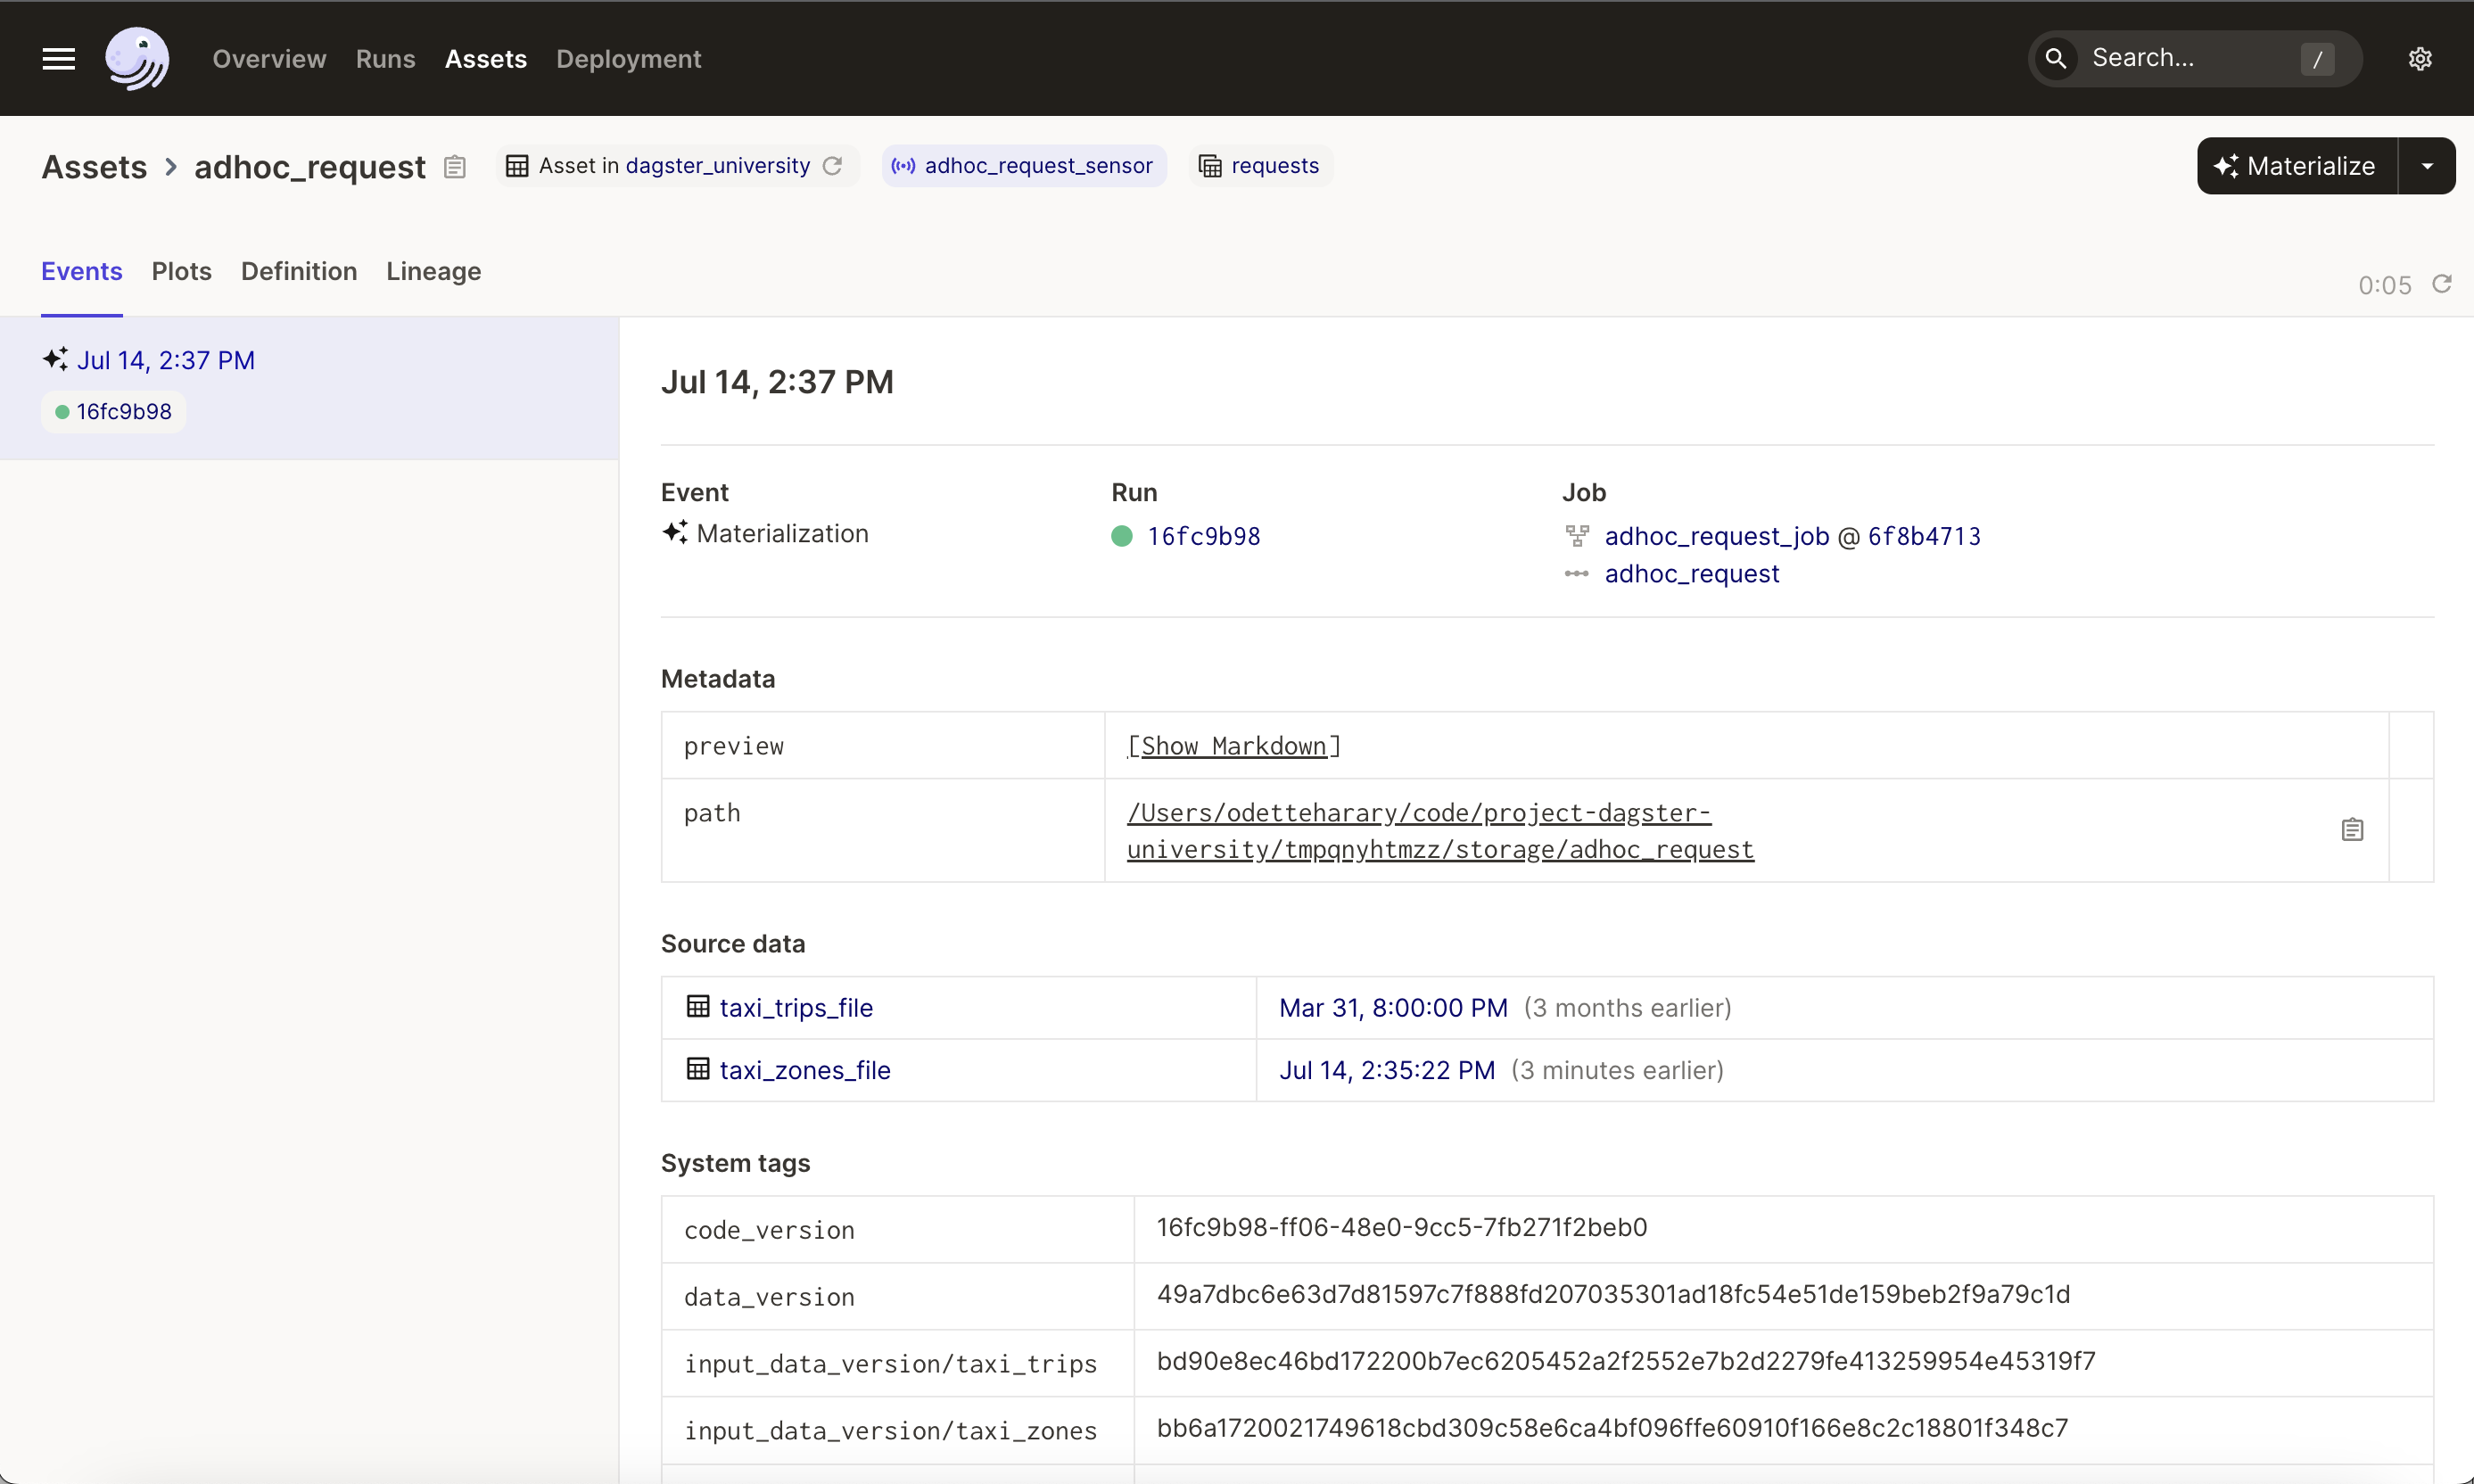 Overview Runs Assets Deployment Search... /
Assets > adhoc_request Asset in dagster_university adhoc_request_sensor requests Materialize
Events Plots Definition Lineage 0:05
Jul 14, 2:37 PM
16fc9b98
Jul 14, 2:37 PM
Event Run Job
Materialization 16fc9b98 adhoc_request_job @ 6f8b4713
adhoc_request
Metadata
preview [Show Markdown]
path /Users/odetteharary/code/project-dagster-
university/tmpqnyhtmzz/storage/adhoc_request
Source data
taxi_trips_file Mar 31, 8:00:00 PM (3 months earlier)
taxi_zones_file Jul 14, 2:35:22 PM (3 minutes earlier)
System tags
code_version 16fc9b98-ff06-48e0-9cc5-7fb271f2beb0
data_version 49a7dbc6e63d7d81597c7f888fd207035301ad18fc54e51de159beb2f9a79c1d
input_data_version/taxi_trips bd90e8ec46bd172200b7ec6205452a2f2552e7b2d2279fe413259954e45319f7
input_data_version/taxi_zones bb6a1720021749618cbd309c58e6ca4bf096ffe60910f166e8c2c18801f348c7